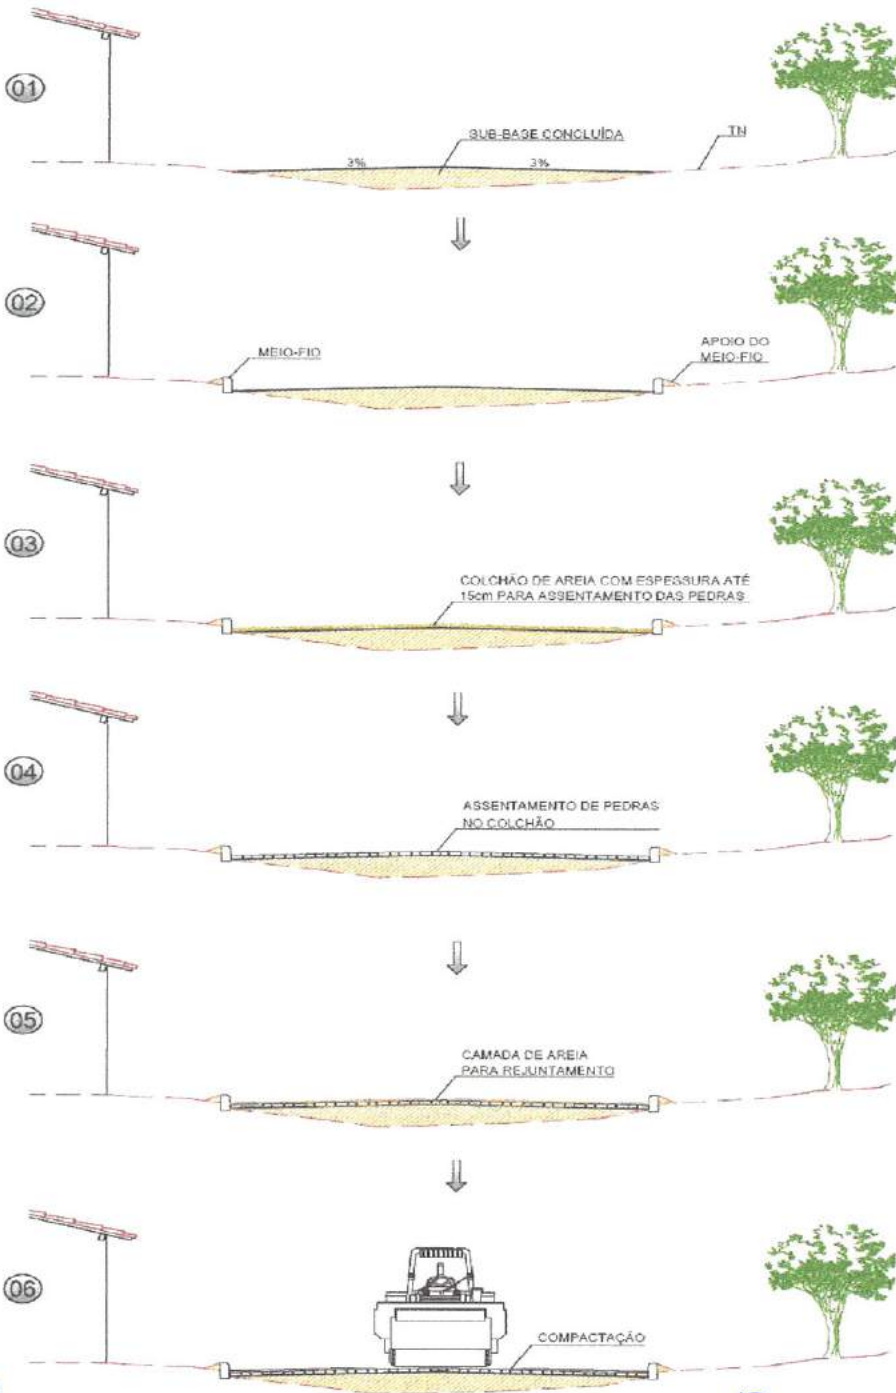 01
SUB-BASE CONCLUÍDA
TN
3%
3%
02
MEIO-FIO
APOIO DO
MEIO-FIO
03
COLCHÃO DE AREIA COM ESPESSURA ATÉ
15cm PARA ASSENTAMENTO DAS PEDRAS
04
ASSENTAMENTO DE PEDRAS
NO COLCHÃO
05
CAMADA DE AREIA
PARA REJUNTAMENTO
06
COMPACTAÇÃO